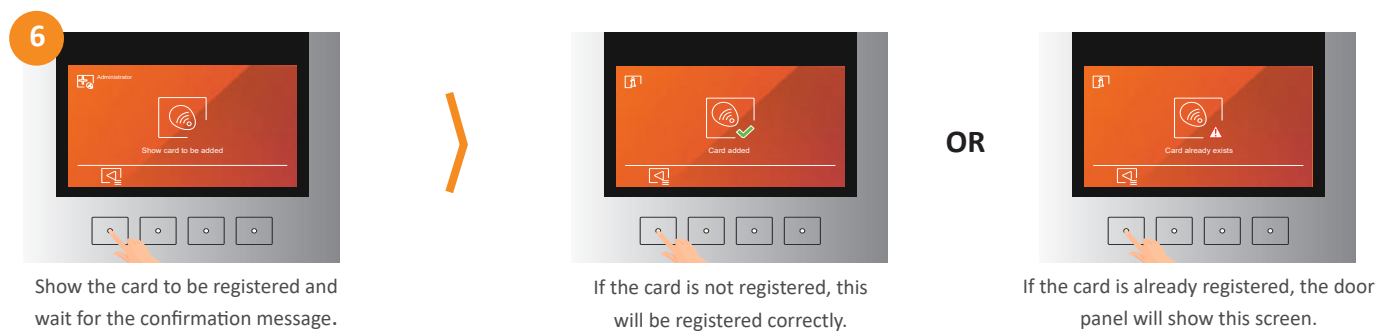 6
Administrator
Show card to be added
Show the card to be registered and
wait for the confirmation message.
Card added
If the card is not registered, this
will be registered correctly.
OR
Card already exists
If the card is already registered, the door
panel will show this screen.